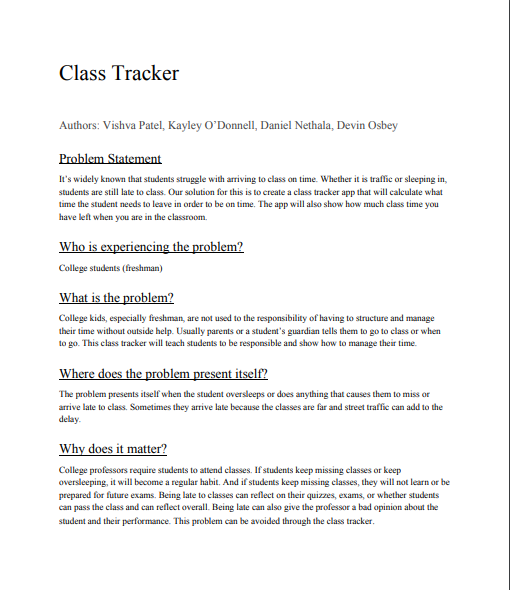 Class Tracker
Authors: Vishva Patel, Kayley O’Donnell, Daniel Nethala, Devin Osbey
Problem Statement
It’s widely known that students struggle with arriving to class on time. Whether it is traffic or sleeping in,
students are still late to class. Our solution for this is to create a class tracker app that will calculate what
time the student needs to leave in order to be on time. The app will also show how much class time you
have left when you are in the classroom.
Who is experiencing the problem?
College students (freshman)
What is the problem?
College kids, especially freshman, are not used to the responsibility of having to structure and manage
their time without outside help. Usually parents or a student’s guardian tells them to go to class or when
to go. This class tracker will teach students to be responsible and show how to manage their time.
Where does the problem present itself?
The problem presents itself when the student oversleeps or does anything that causes them to miss or
arrive late to class. Sometimes they arrive late because the classes are far and street traffic can add to the
delay.
Why does it matter?
College professors require students to attend classes. If students keep missing classes or keep
oversleeping, it will become a regular habit. And if students keep missing classes, they will not learn or be
prepared for future exams. Being late to classes can reflect on their quizzes, exams, or whether students
can pass the class and can reflect overall. Being late can also give the professor a bad opinion about the
student and their performance. This problem can be avoided through the class tracker.